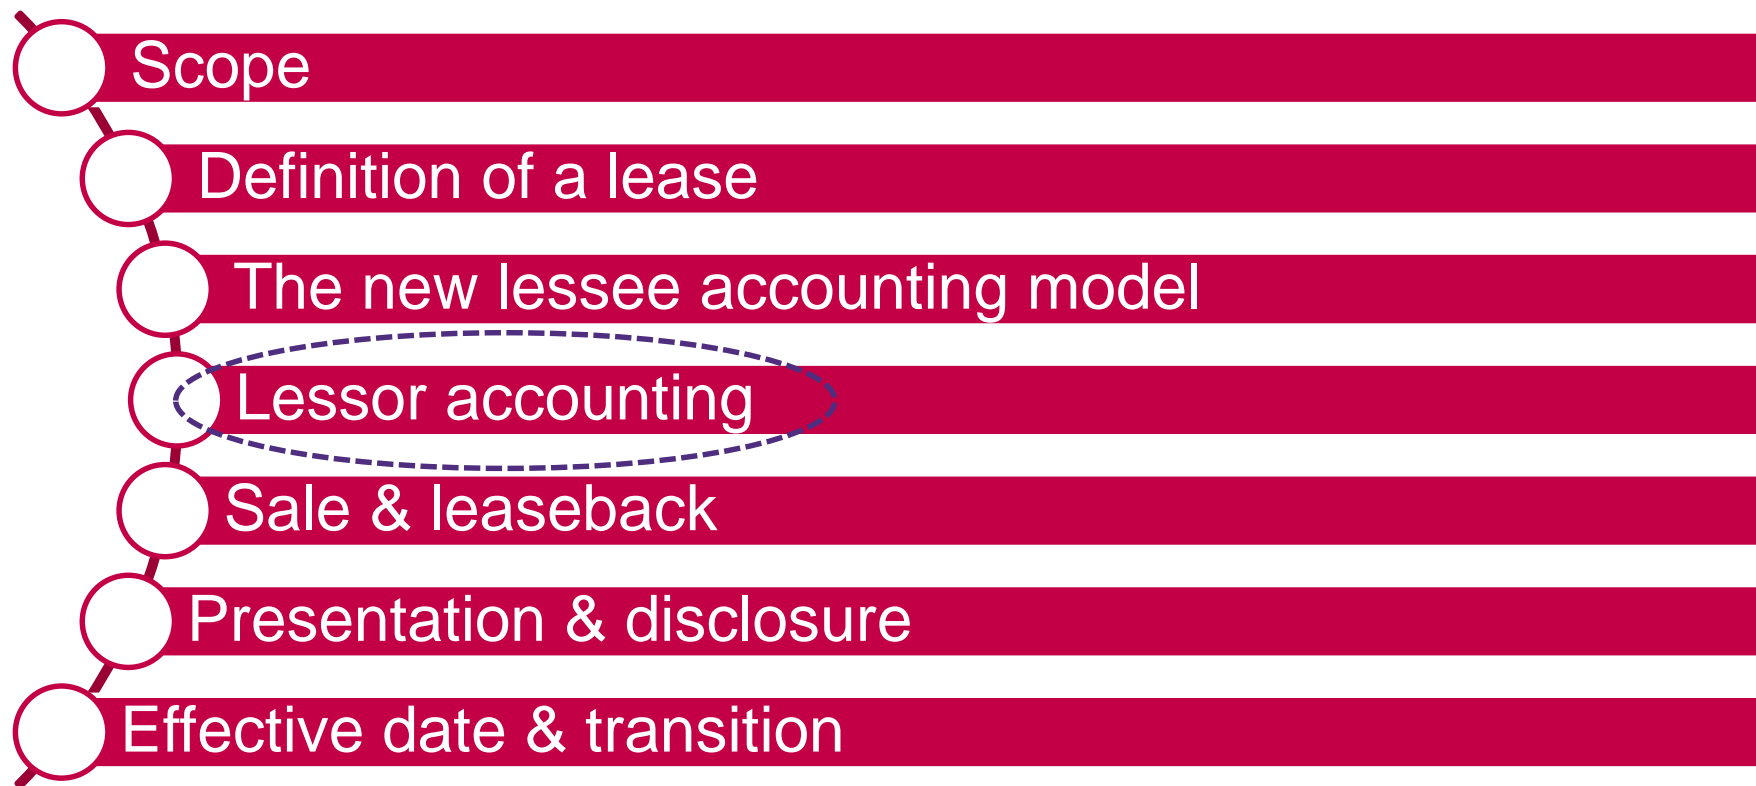 Scope
Definition of a lease
The new lessee accounting model
Lessor accounting
Sale & leaseback
Presentation & disclosure
Effective date & transition